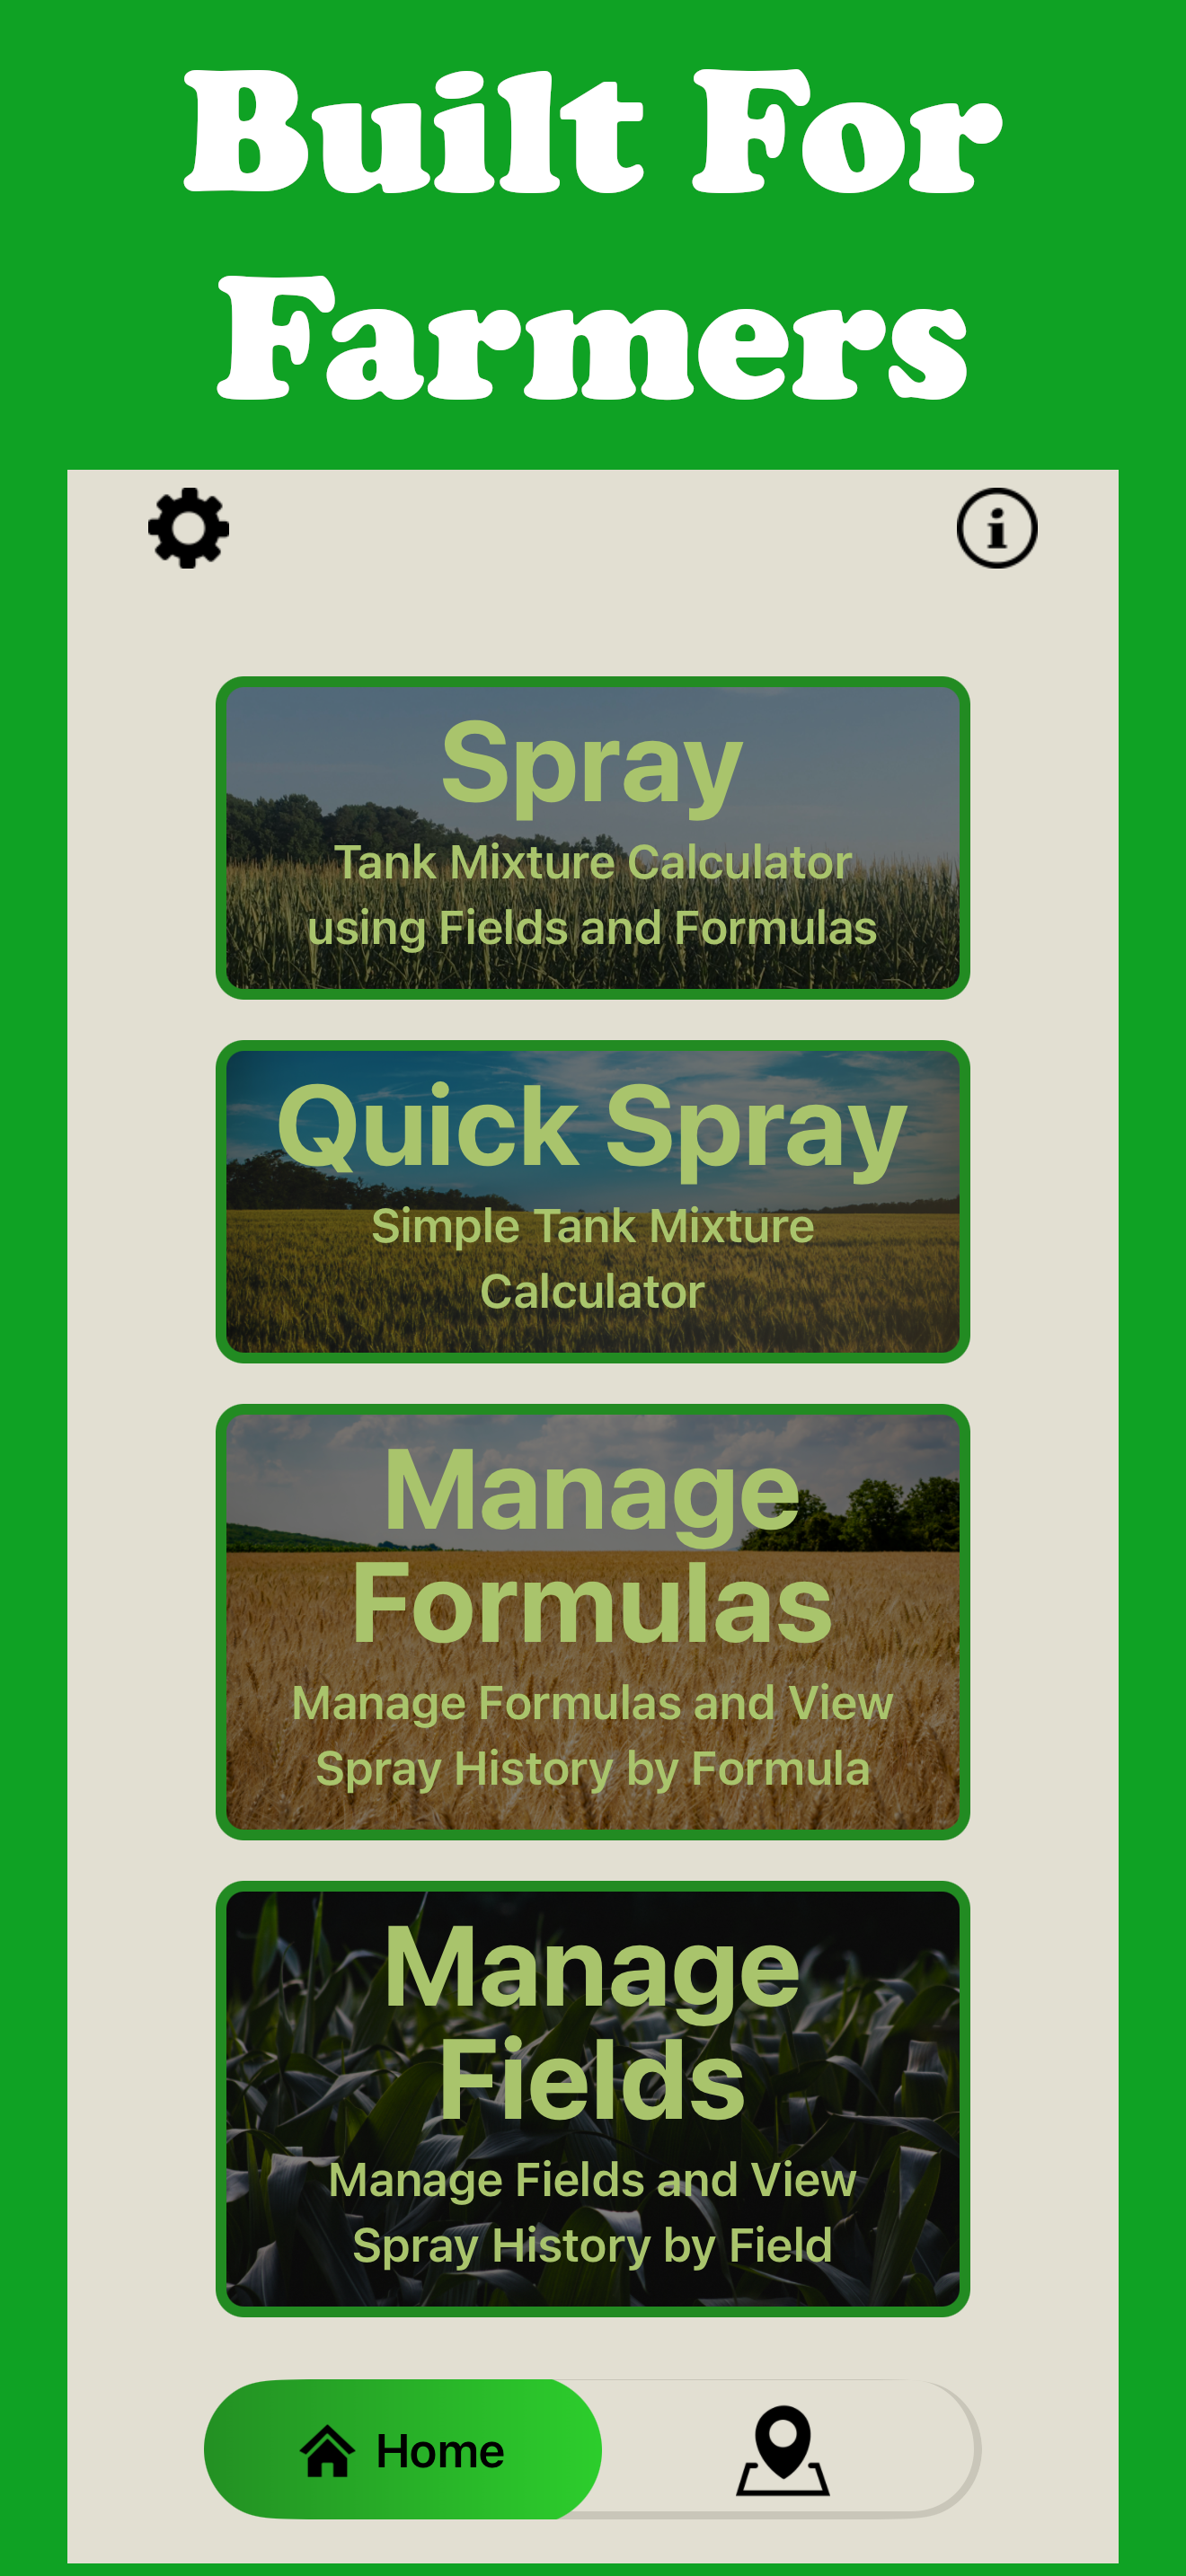 Built For
Farmers
Spray
Tank Mixture Calculator
using Fields and Formulas
Quick Spray
Simple Tank Mixture
Calculator
Manage
Formulas
Manage Formulas and View
Spray History by Formula
Manage
Fields
Manage Fields and View
Spray History by Field
Home